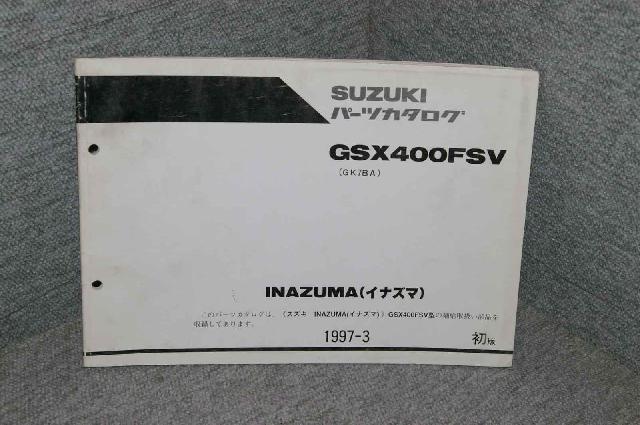 SUZUKI
パーツカタログ
GSX400FSV
(GK7BA)
INAZUMA(イナズマ)
このパーツカタログは、(スズキ INAZUMA(イナズマ)) GSX400FSV型の補給取扱い部品を
収録してあります。
1997-3
初版